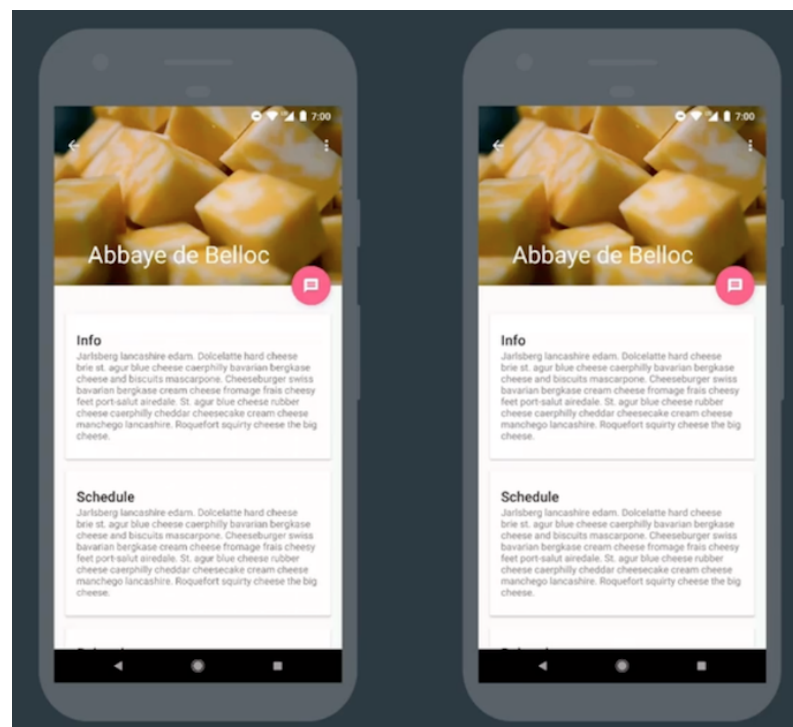 7:00
Abbaye de Belloc
Info
Jarlsberg lancashire edam. Dolcelatte hard cheese
brie st. agur blue cheese caerphilly bavarian bergkase
cheese and biscuits mascarpone. Cheeseburger swiss
bavarian bergkase cream cheese fromage frais cheesy
feet port-salut airedale. St. agur blue cheese rubber
cheese caerphilly cheddar cheesecake cream cheese
manchego lancashire. Roquefort squirty cheese the big
cheese.
Schedule
Jarlsberg lancashire edam. Dolcelatte hard cheese
brie st. agur blue cheese caerphilly bavarian bergkase
cheese and biscuits mascarpone. Cheeseburger swiss
bavarian bergkase cream cheese fromage frais cheesy
feet port-salut airedale. St. agur blue cheese rubber
cheese caerphilly cheddar cheesecake cream cheese
manchego lancashire. Roquefort squirty cheese the big
cheese.
7:00
Abbaye de Belloc
Info
Jarlsberg lancashire edam. Dolcelatte hard cheese
brie st. agur blue cheese caerphilly bavarian bergkase
cheese and biscuits mascarpone. Cheeseburger swiss
bavarian bergkase cream cheese fromage frais cheesy
feet port-salut airedale. St. agur blue cheese rubber
cheese caerphilly cheddar cheesecake cream cheese
manchego lancashire. Roquefort squirty cheese the big
cheese.
Schedule
Jarlsberg lancashire edam. Dolcelatte hard cheese
brie st. agur blue cheese caerphilly bavarian bergkase
cheese and biscuits mascarpone. Cheeseburger swiss
bavarian bergkase cream cheese fromage frais cheesy
feet port-salut airedale. St. agur blue cheese rubber
cheese caerphilly cheddar cheesecake cream cheese
manchego lancashire. Roquefort squirty cheese the big
cheese.